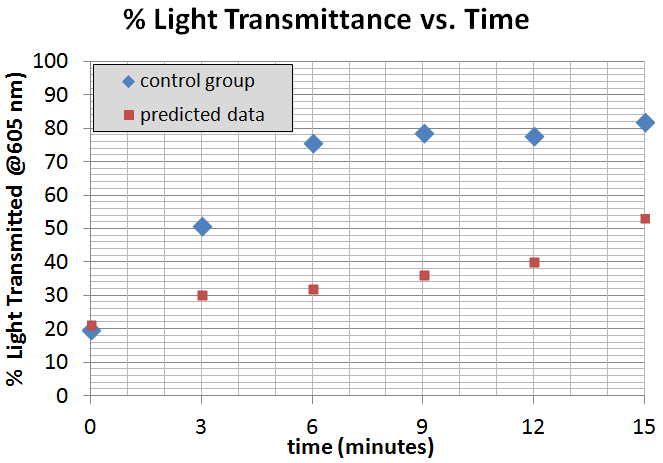 % Light Transmittance vs. Time
% Light Transmitted @605 nm)
100
90
80
70
60
50
40
30
20
10
0
control group
predicted data
0 3 6 9 12 15
time (minutes)